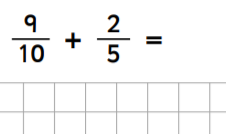 9/10 + 2/5 =